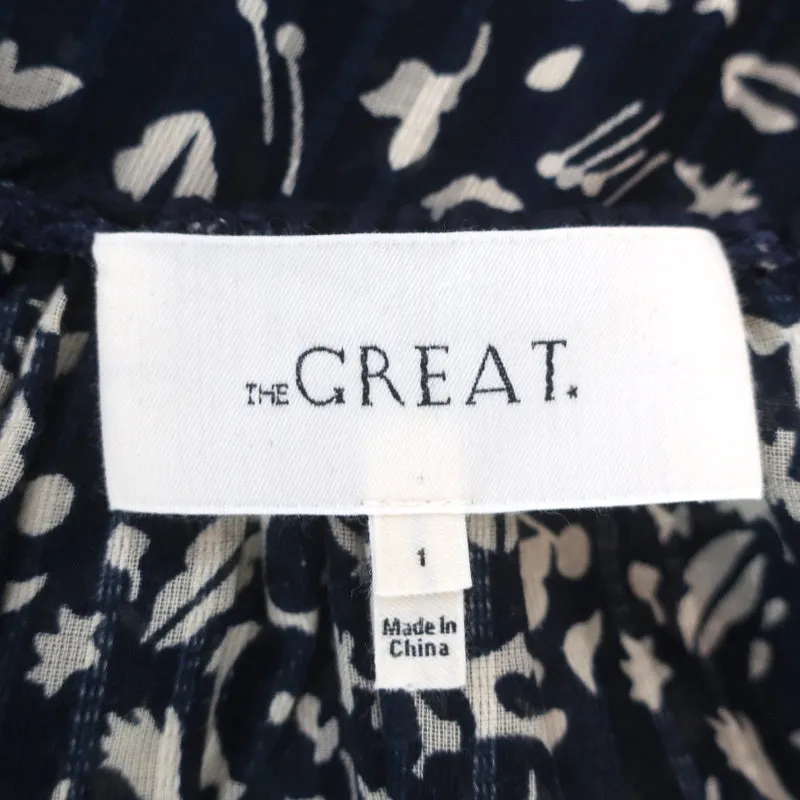 THE GREAT.
1
Made In
China